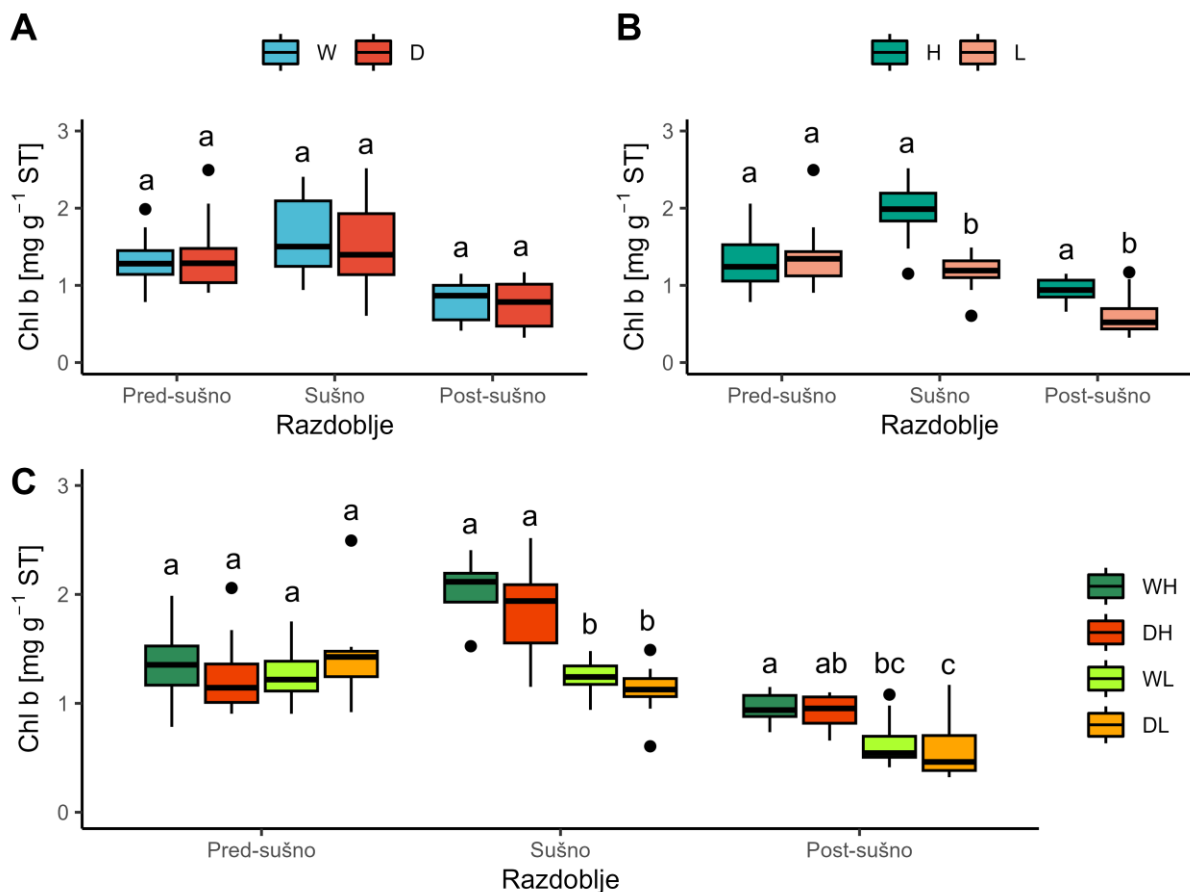 A
W D
Chl b [mg g⁻¹ ST]
3
2
1
0
a a a a a a
Pred-sušno Sušno Post-sušno
Razdoblje
B
H L
Chl b [mg g⁻¹ ST]
3
2
1
0
a a a b a b
Pred-sušno Sušno Post-sušno
Razdoblje
C
Chl b [mg g⁻¹ ST]
3
2
1
0
a a a a a a b b a ab bc c
Pred-sušno Sušno Post-sušno
Razdoblje
WH
DH
WL
DL